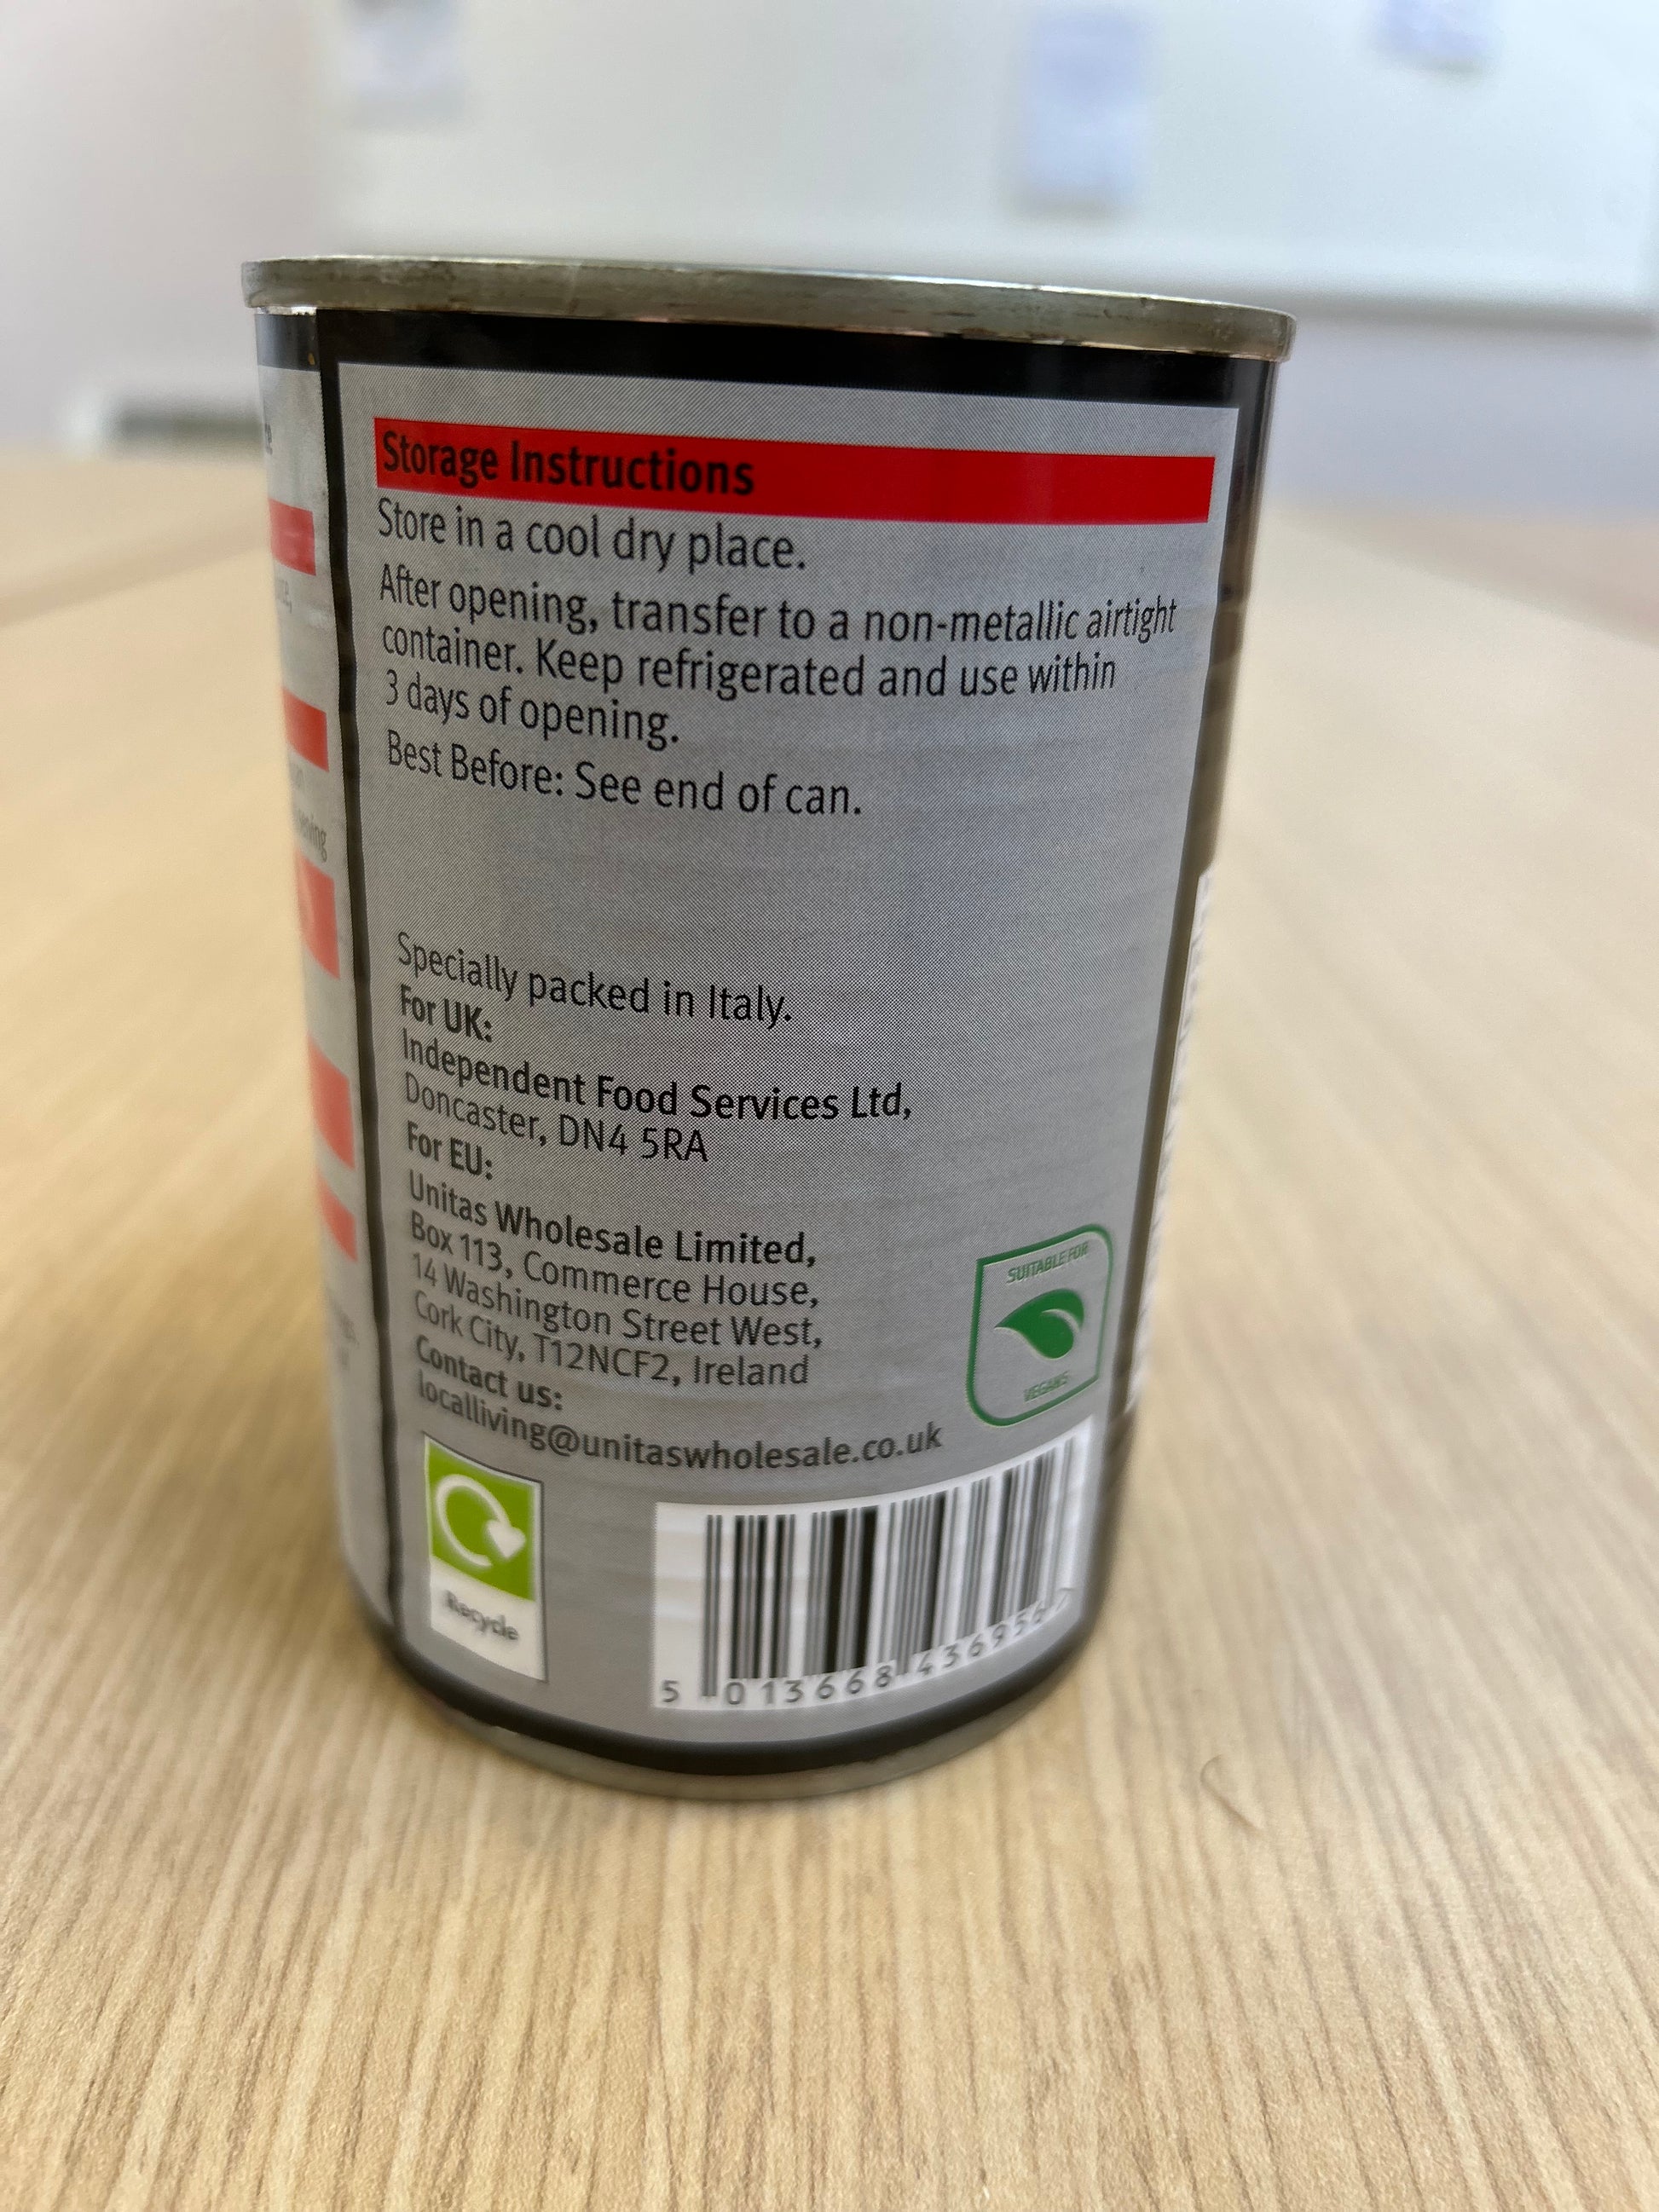 Storage Instructions
Store in a cool dry place.
After opening, transfer to a non-metallic airtight
container. Keep refrigerated and use within
3 days of opening.
Best Before: See end of can.
Specially packed in Italy.
For UK:
Independent Food Services Ltd,
Doncaster, DN4 5RA
For EU:
Unitas Wholesale Limited,
Box 113, Commerce House,
14 Washington Street West,
Cork City, T12NCF2, Ireland
Contact us:
localliving@unitaswholesale.co.uk
SUITABLE FOR
VEGANS
Recycle
5 013668 436956 7